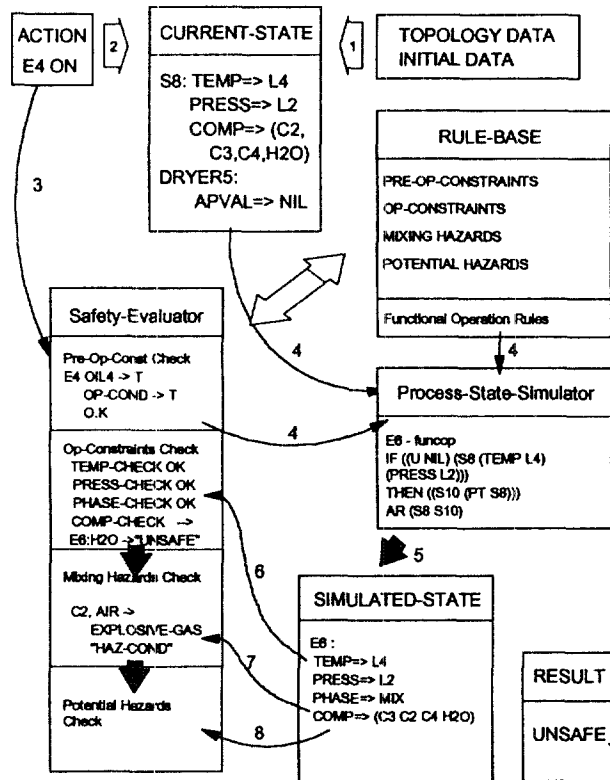 ACTION
E4 ON
2
CURRENT-STATE
S8: TEMP=> L4
PRESS=> L2
COMP=> (C2,
C3,C4,H2O)
DRYER5:
APVAL=> NIL
1
TOPOLOGY DATA
INITIAL DATA
RULE-BASE
PRE-OP-CONSTRAINTS
OP-CONSTRAINTS
MIXING HAZARDS
POTENTIAL HAZARDS
Functional Operation Rules
3
4
4
4
Safety-Evaluator
Pre-Op-Const Check
E4 OIL4 -> T
OP-COND -> T
O.K
Op-Constraints Check
TEMP-CHECK OK
PRESS-CHECK OK
PHASE-CHECK OK
COMP-CHECK ->
E6:H2O ->"UNSAFE"
Mixing Hazards Check
C2, AIR ->
EXPLOSIVE-GAS
"HAZ-COND"
Potential Hazards
Check
Process-State-Simulator
E6 - funcop
IF ((U NIL) (S8 (TEMP L4)
(PRESS L2)))
THEN ((S10 (PT S8)))
AR (S8 S10)
5
6
7
8
SIMULATED-STATE
E6 :
TEMP=> L4
PRESS=> L2
PHASE=> MIX
COMP=> (C3 C2 C4 H2O)
RESULT
UNSAFE